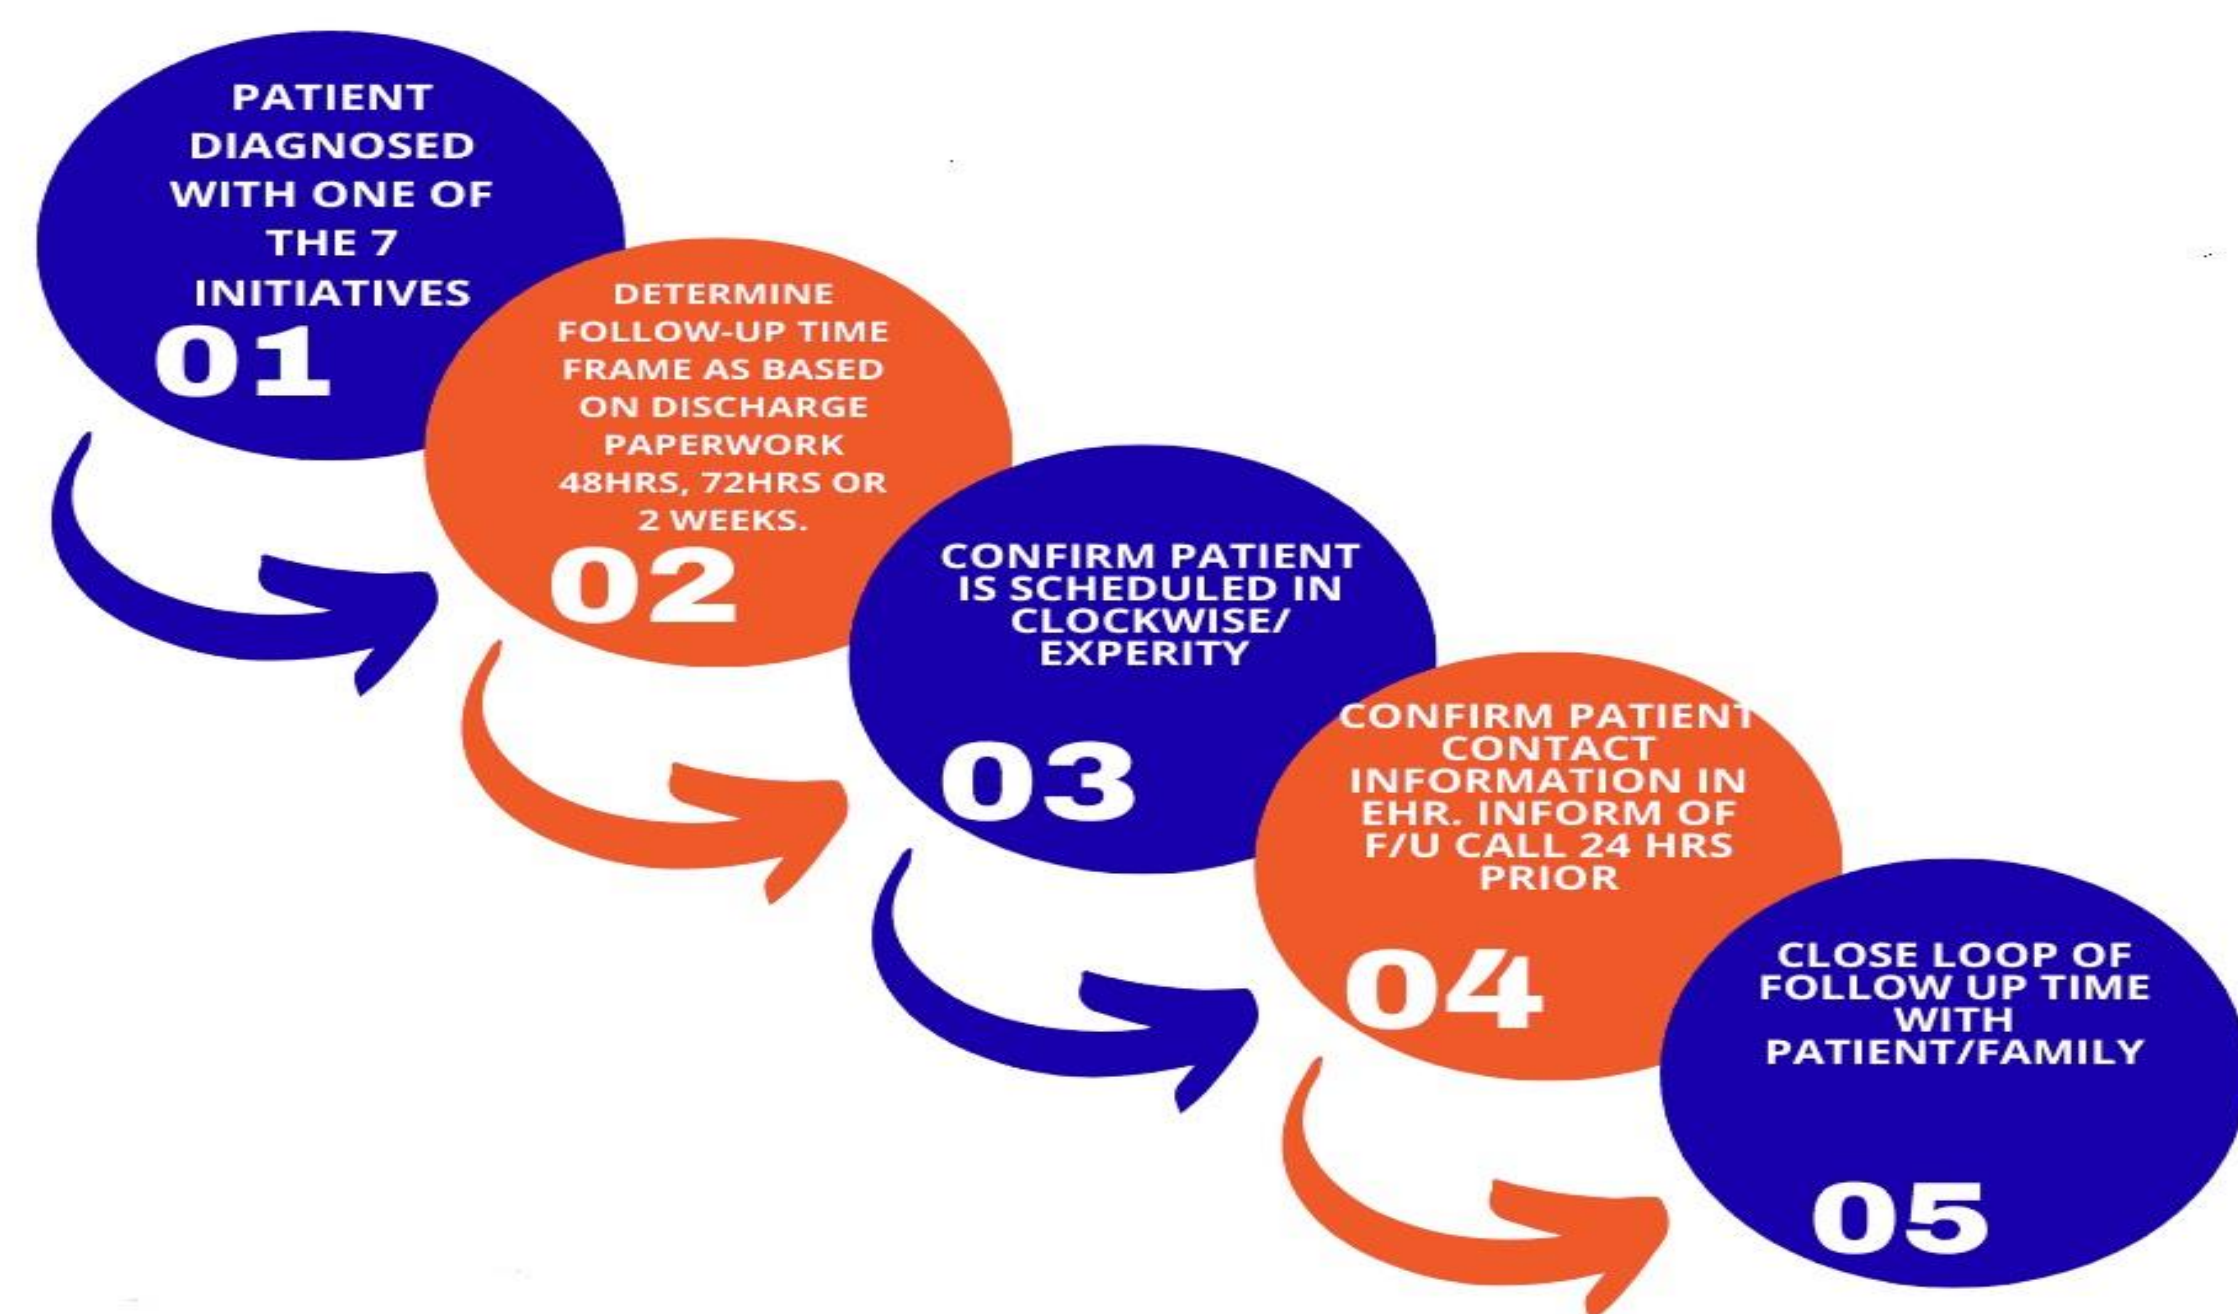 PATIENT
DIAGNOSED
WITH ONE OF
THE 7
INITIATIVES
01
DETERMINE
FOLLOW-UP TIME
FRAME AS BASED
ON DISCHARGE
PAPERWORK
48HRS, 72HRS OR
2 WEEKS.
02
CONFIRM PATIENT
IS SCHEDULED IN
CLOCKWISE/
EXPERITY
03
CONFIRM PATIENT
CONTACT
INFORMATION IN
EHR. INFORM OF
F/U CALL 24 HRS
PRIOR
04
CLOSE LOOP OF
FOLLOW UP TIME
WITH
PATIENT/FAMILY
05